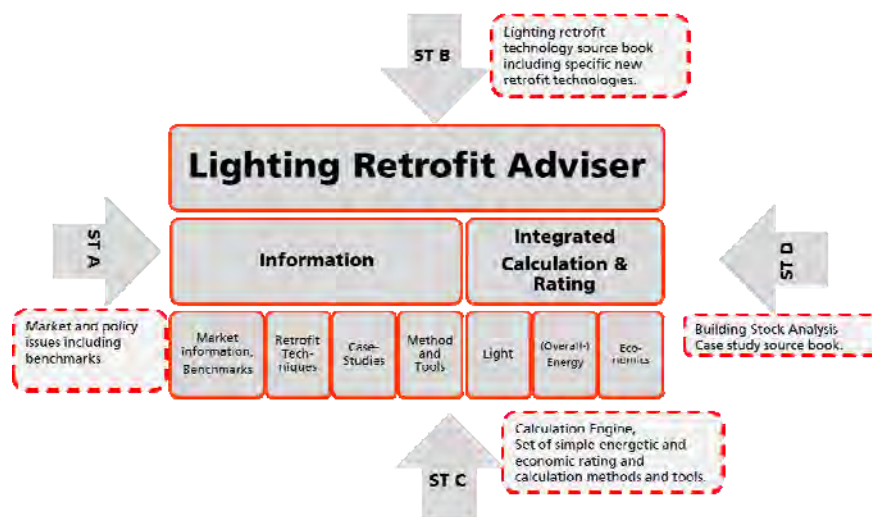 ST B
Lighting retrofit
technology source book
including specific new
retrofit technologies.
Lighting Retrofit Adviser
ST A
Information
Integrated
Calculation &
Rating
ST D
Market and policy
issues including
benchmarks
Market
information,
Benchmarks
Retrofit
Tech-
niques
Case-
Studies
Method
and
Tools
Light
(Overall-)
Energy
Eco-
nomics
Building Stock Analysis
Case study source book.
ST C
Calculation Engine,
Set of simple energetic and
economic rating and
calculation methods and tools.